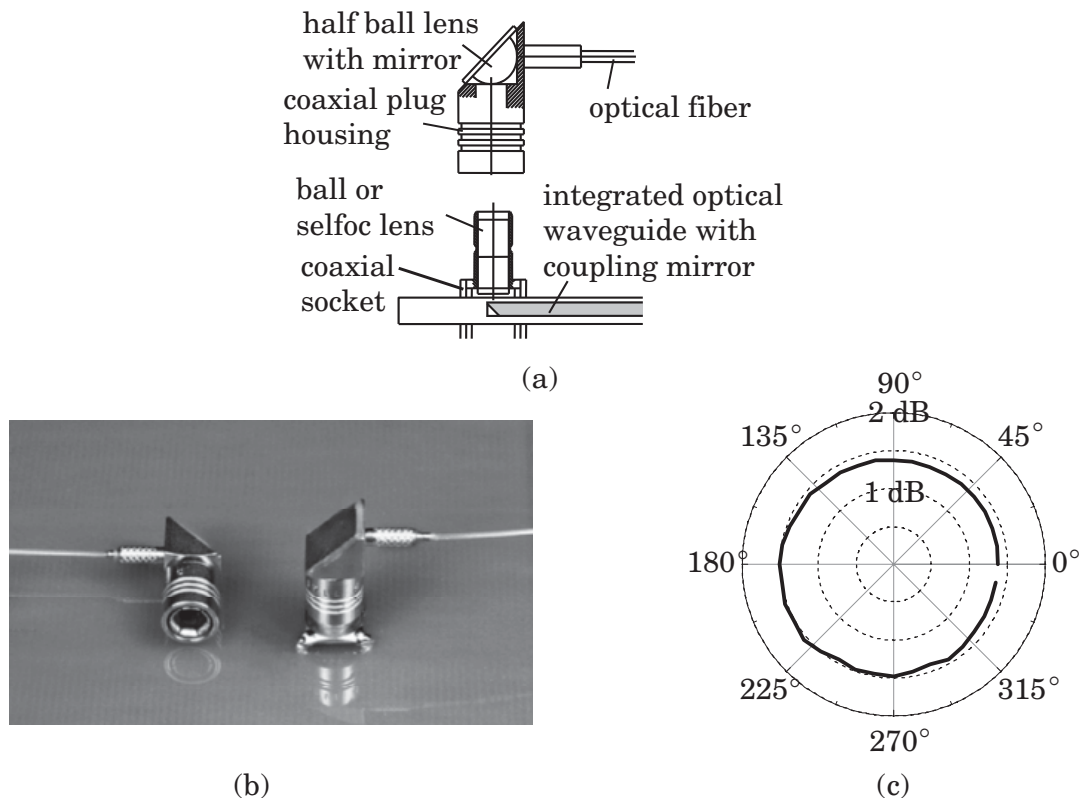 half ball lens
with mirror
coaxial plug
housing
optical fiber
ball or
selfoc lens
coaxial
socket
integrated optical
waveguide with
coupling mirror
(a)
90°
2 dB
135°
45°
1 dB
180°
0°
225°
315°
270°
(b)
(c)